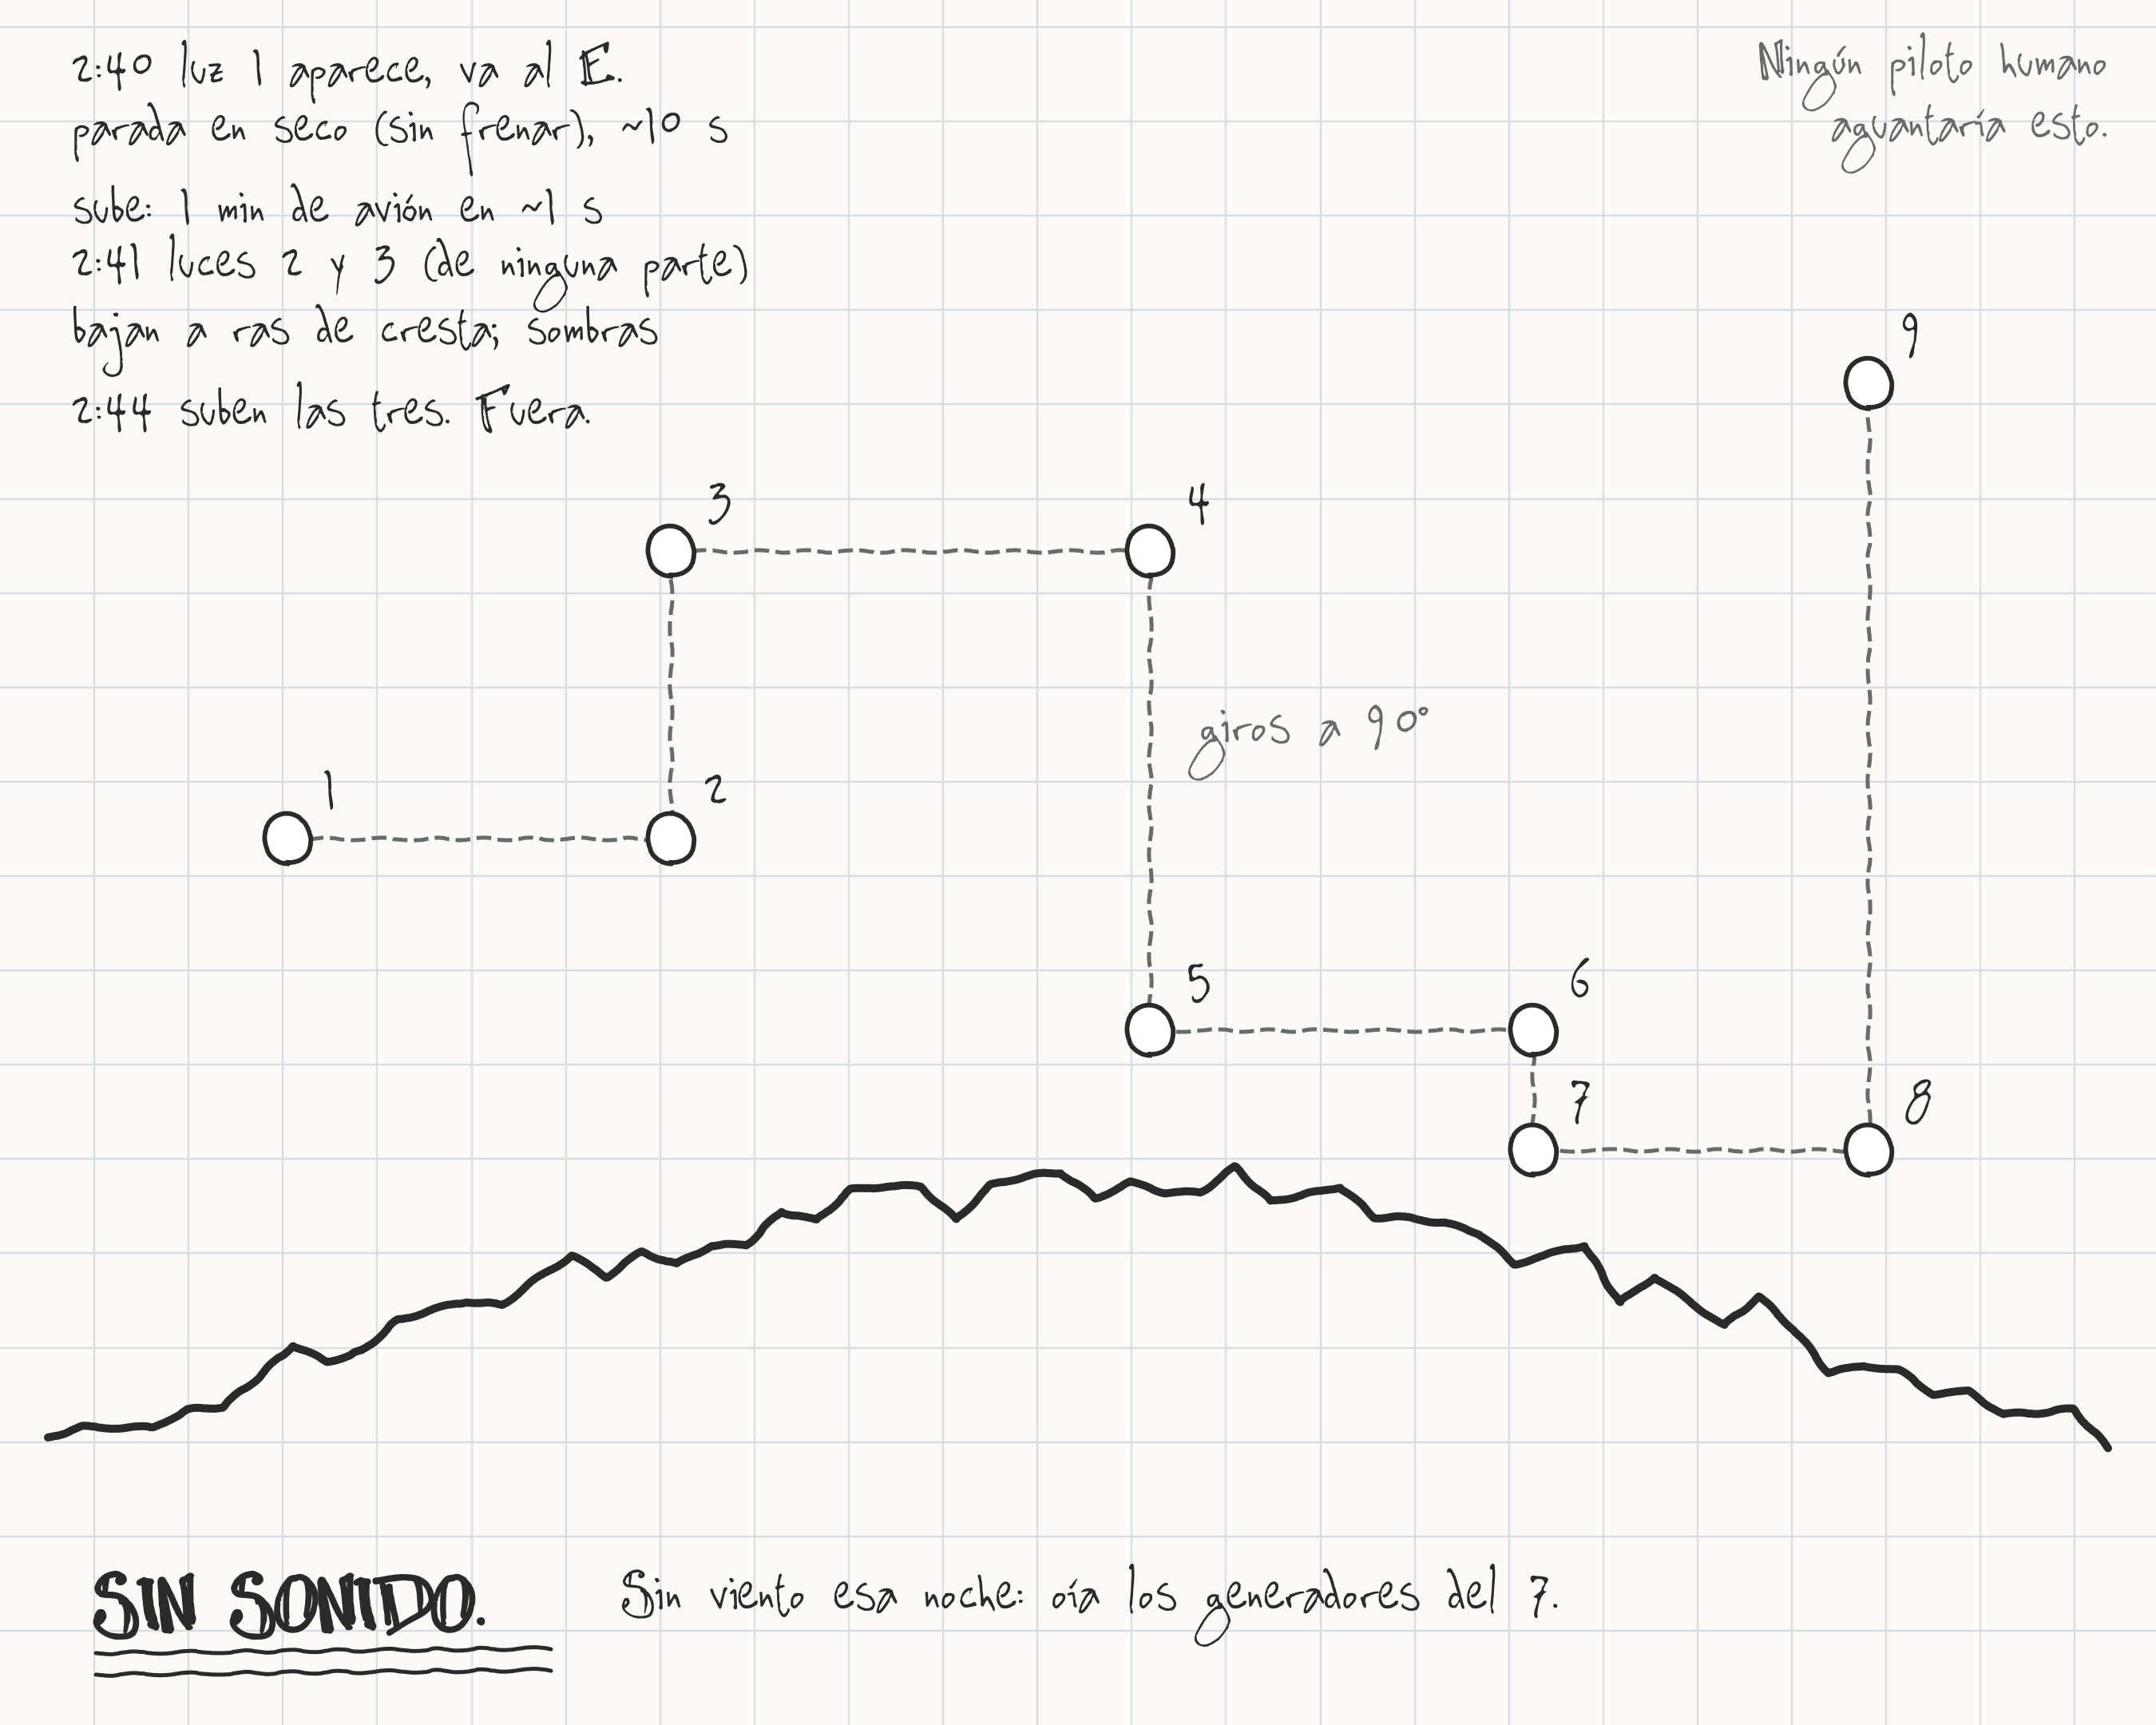 2:40 luz 1 aparece, va al E.
parada en seco (sin frenar), ~10 s
sube: 1 min de avión en ~1 s
2:41 luces 2 y 3 (de ninguna parte)
bajan a ras de cresta; sombras
2:44 suben las tres. Fuera.
Ningún piloto humano
aguantaría esto.
9
3
4
giros a 90°
1
2
5
6
7
8
SIN SONIDO.
Sin viento esa noche: oía los generadores del 7.